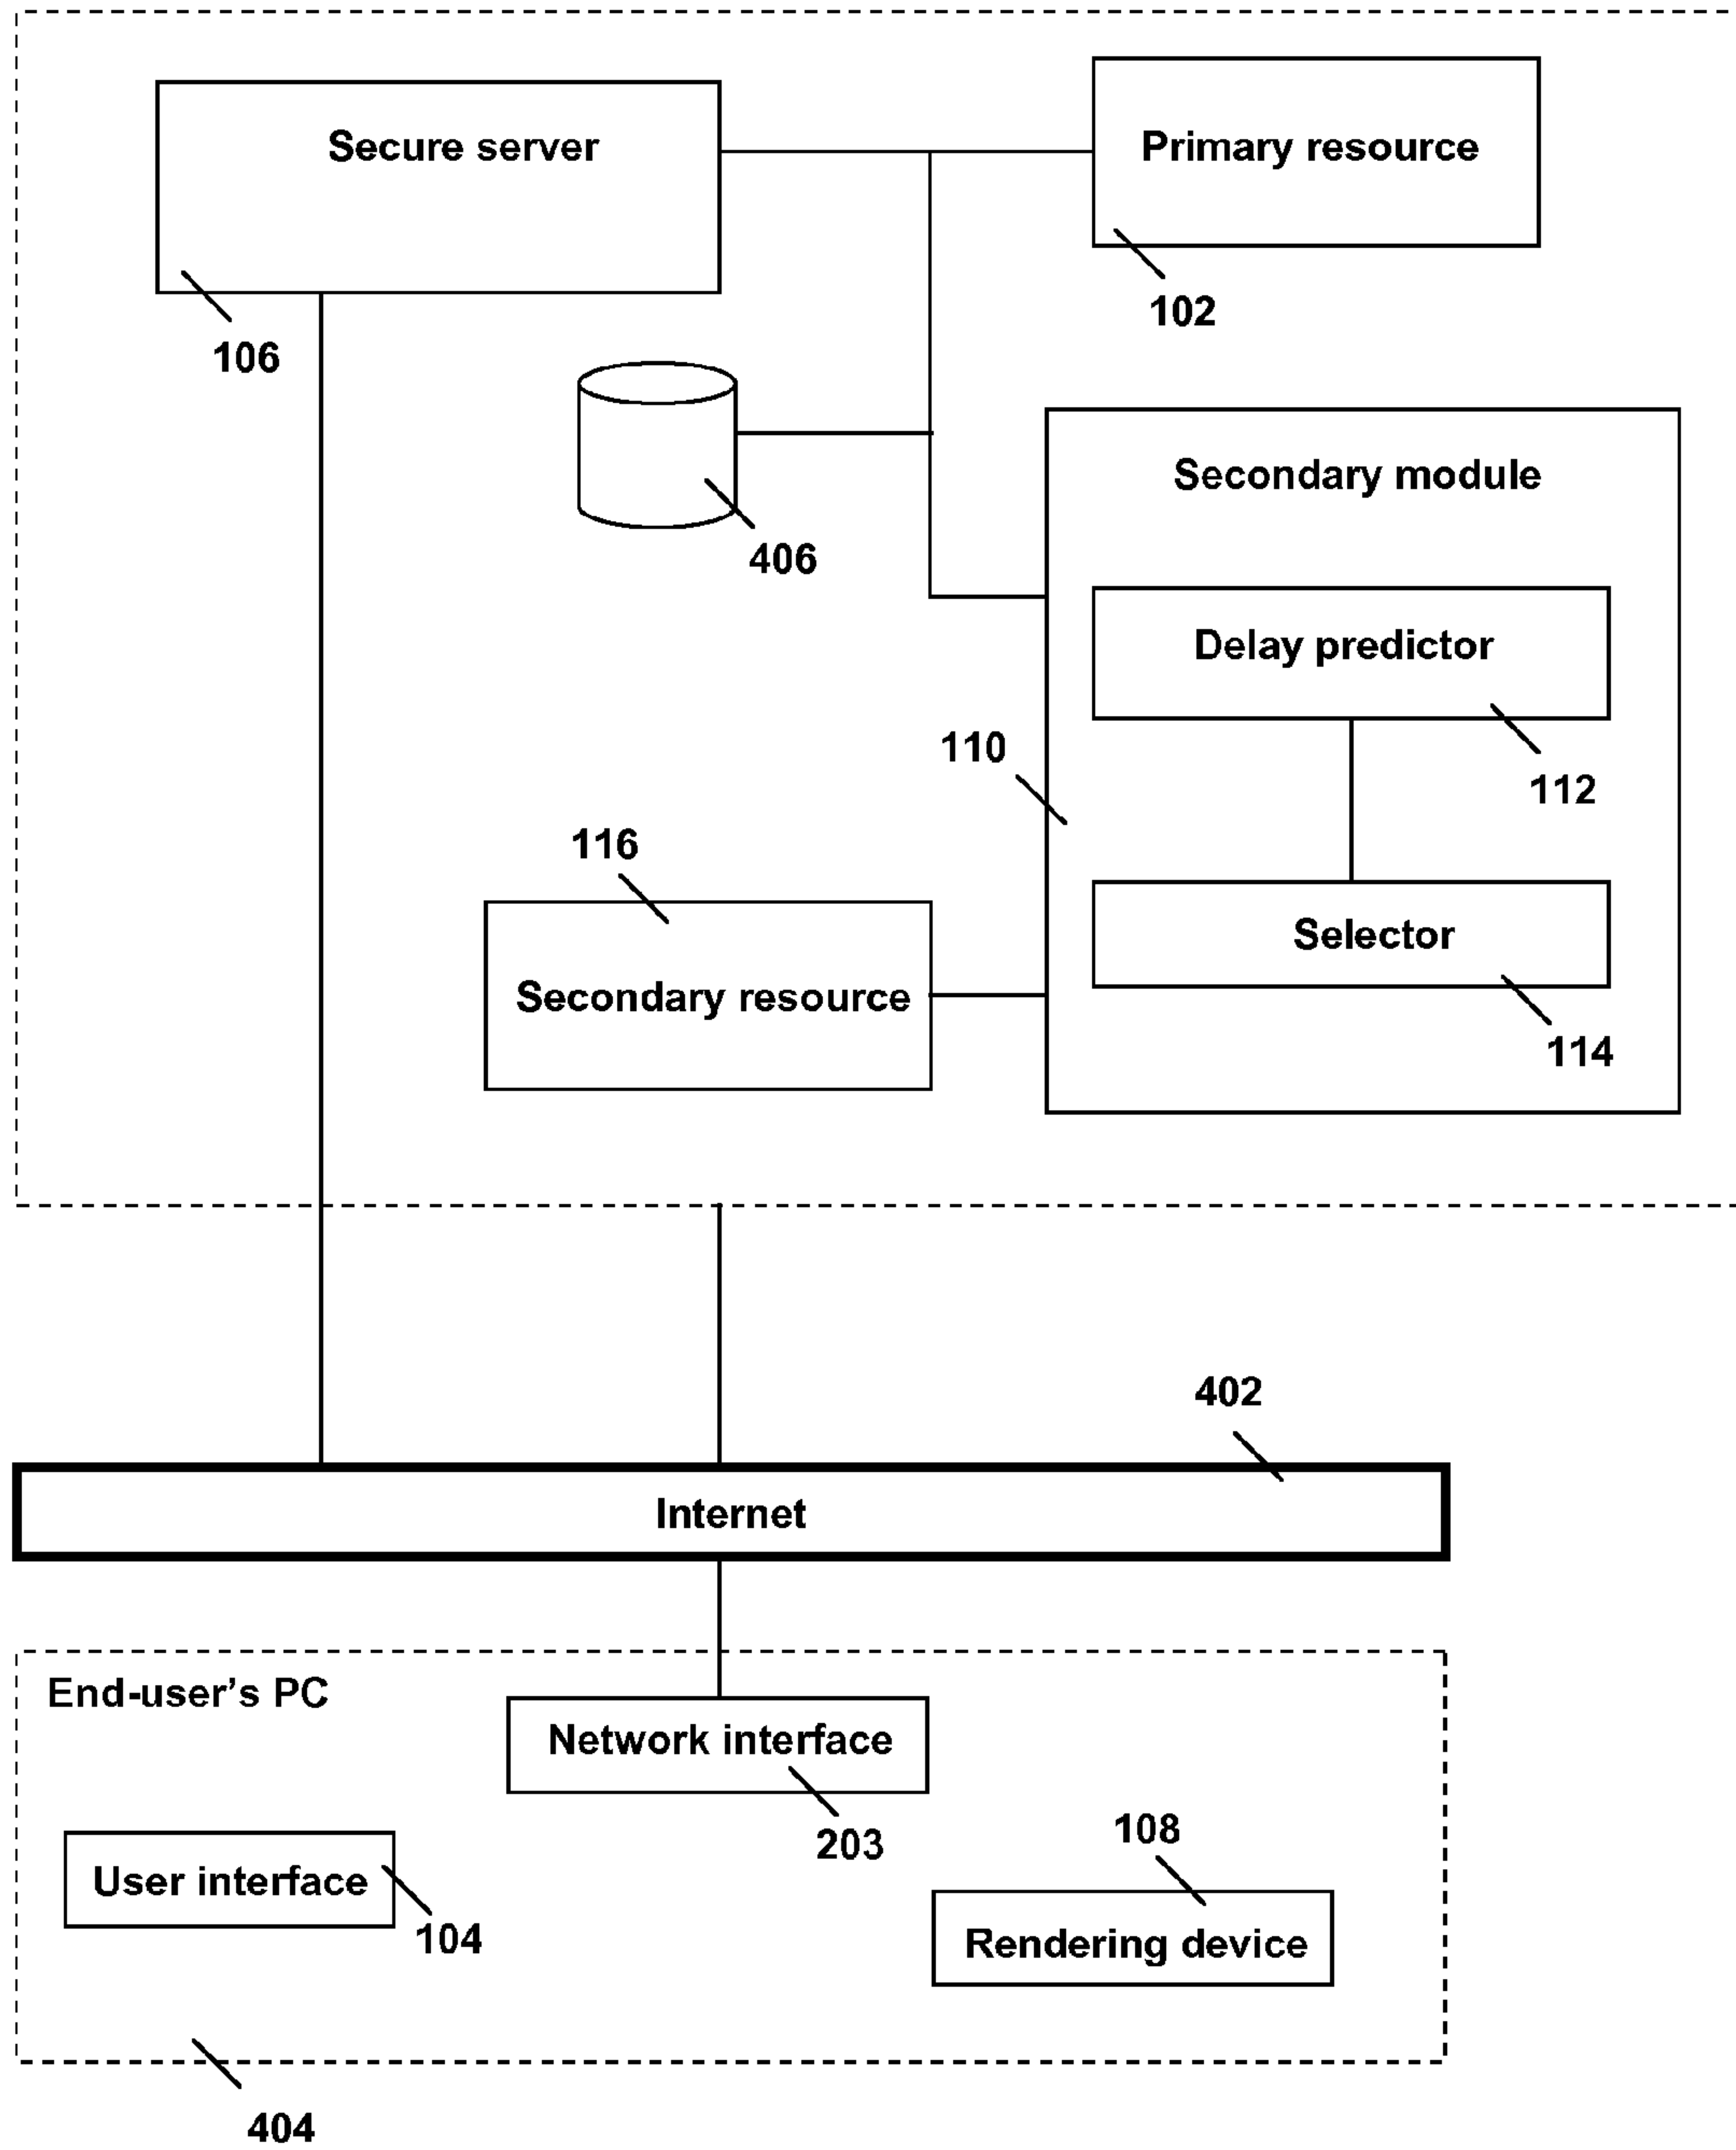 Secure server
Primary resource
102
106
Secondary module
406
Delay predictor
110
112
116
Selector
Secondary resource
114
402
Internet
End-user's PC
Network interface
203
108
User interface
104
Rendering device
404